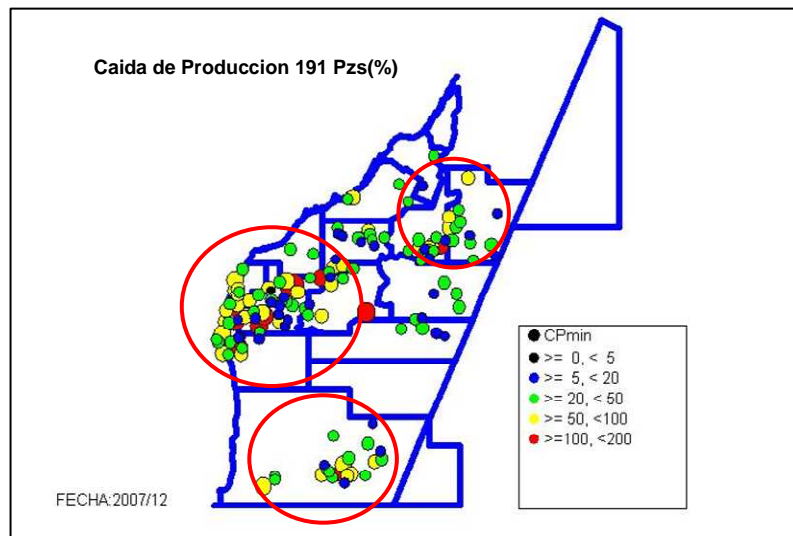 Caida de Produccion 191 Pzs(%)
CPmin
>= 0, < 5
>= 5, < 20
>= 20, < 50
>= 50, <100
>=100, <200
FECHA:2007/12